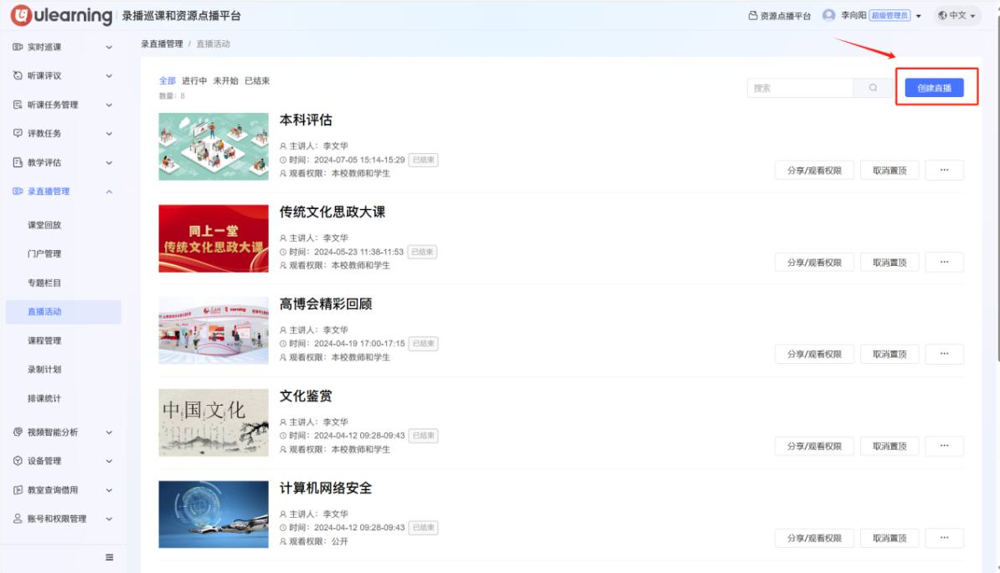 ulearning 录播巡课和资源点播平台
资源点播平台 李向阳 超级管理员 中文
实时巡课
听课评议
听课任务管理
评教任务
教学评估
录直播管理
课堂回放
门户管理
专题栏目
直播活动
课程管理
录制计划
排课统计
视频智能分析
设备管理
教室查询借用
账号和权限管理
录直播管理 / 直播活动
全部 进行中 未开始 已结束
数量: 8
搜索
创建直播
本科评估
主讲人: 李文华
时间: 2024-07-05 15:14-15:29 已结束
观看权限: 本校教师和学生
分享/观看权限 取消置顶 ...
同上一堂
传统文化思政大课
传统文化思政大课
主讲人: 李文华
时间: 2024-05-23 11:38-11:53 已结束
观看权限: 本校教师和学生
分享/观看权限 取消置顶 ...
高博会精彩回顾
主讲人: 李文华
时间: 2024-04-19 17:00-17:15 已结束
观看权限: 本校教师和学生
分享/观看权限 取消置顶 ...
中国文化
文化鉴赏
主讲人: 李文华
时间: 2024-04-12 09:28-09:43 已结束
观看权限: 本校教师和学生
分享/观看权限 取消置顶 ...
计算机网络安全
主讲人: 李文华
时间: 2024-04-12 09:28-09:43 已结束
观看权限: 公开
分享/观看权限 取消置顶 ...